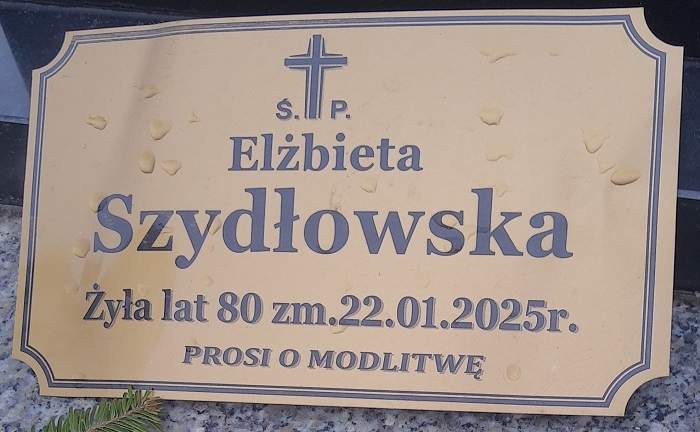 Ś. P.
Elżbieta
Szydłowska
Żyła lat 80 zm.22.01.2025r.
PROSI O MODLITWĘ